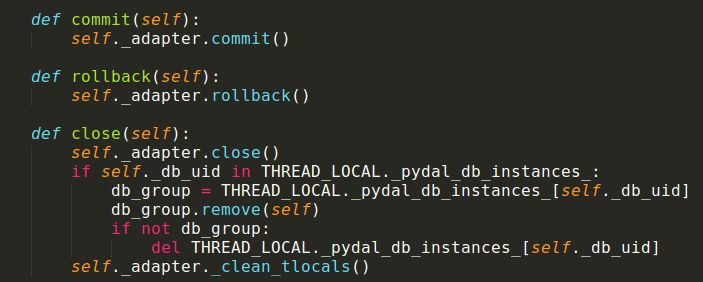 def commit(self):
    self._adapter.commit()

def rollback(self):
    self._adapter.rollback()

def close(self):
    self._adapter.close()
    if self._db_uid in THREAD_LOCAL._pydal_db_instances_:
        db_group = THREAD_LOCAL._pydal_db_instances_[self._db_uid]
        db_group.remove(self)
        if not db_group:
            del THREAD_LOCAL._pydal_db_instances_[self._db_uid]
    self._adapter._clean_tlocals()